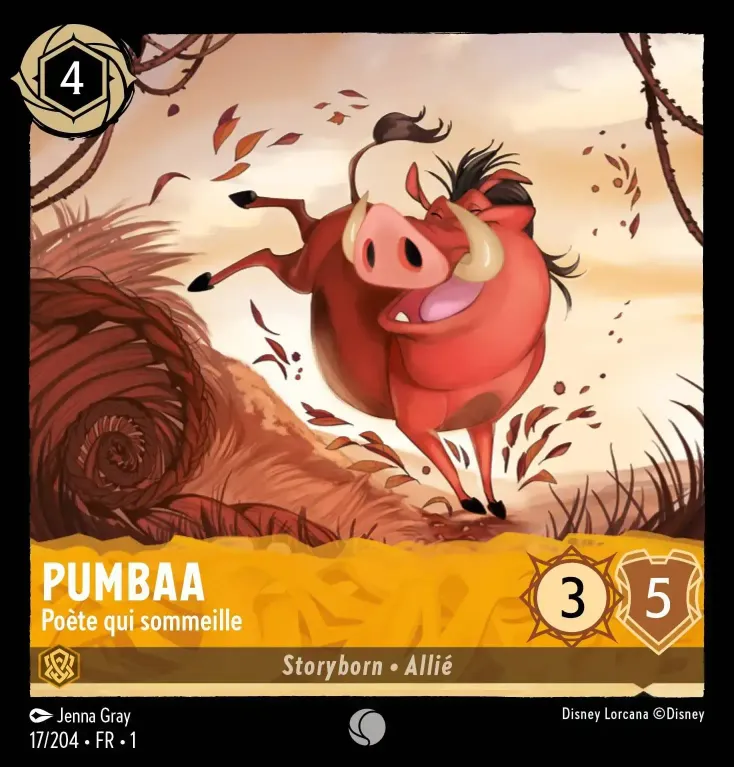 4
PUMBAA
Poète qui sommeille
3
5
Storyborn • Allié
Jenna Gray
Disney Lorcana ©Disney
17/204 • FR • 1